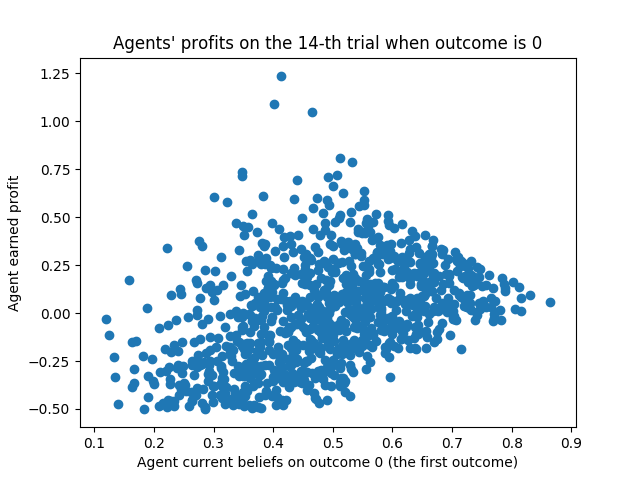 Agents' profits on the 14-th trial when outcome is 0
1.25
1.00
0.75
0.50
0.25
0.00
−0.25
−0.50
Agent earned profit
0.1 0.2 0.3 0.4 0.5 0.6 0.7 0.8 0.9
Agent current beliefs on outcome 0 (the first outcome)